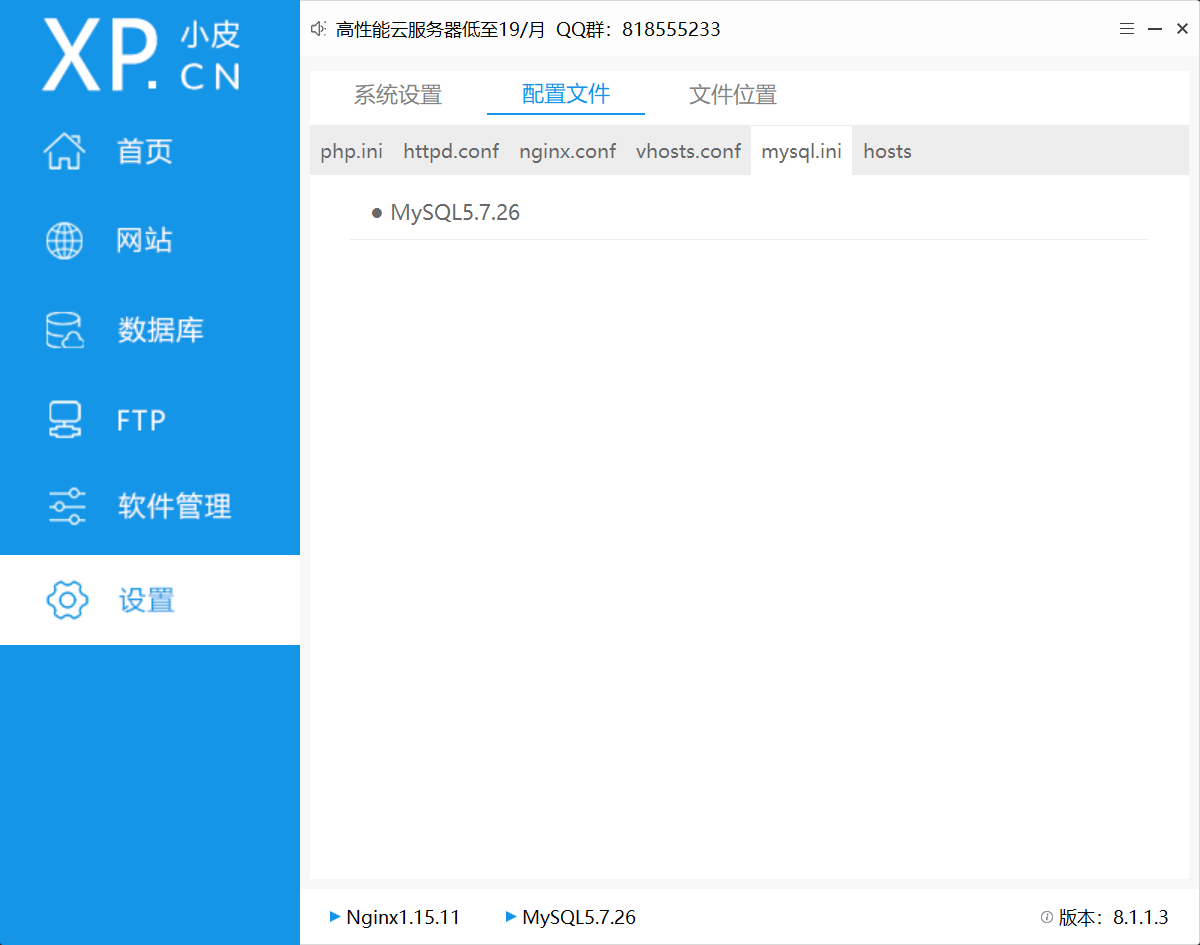 XP. 小皮 CN
高性能云服务器低至19/月 QQ群：818555233
首页
网站
数据库
FTP
软件管理
设置
系统设置 配置文件 文件位置
php.ini httpd.conf nginx.conf vhosts.conf mysql.ini hosts
MySQL5.7.26
Nginx1.15.11 MySQL5.7.26 版本：8.1.1.3